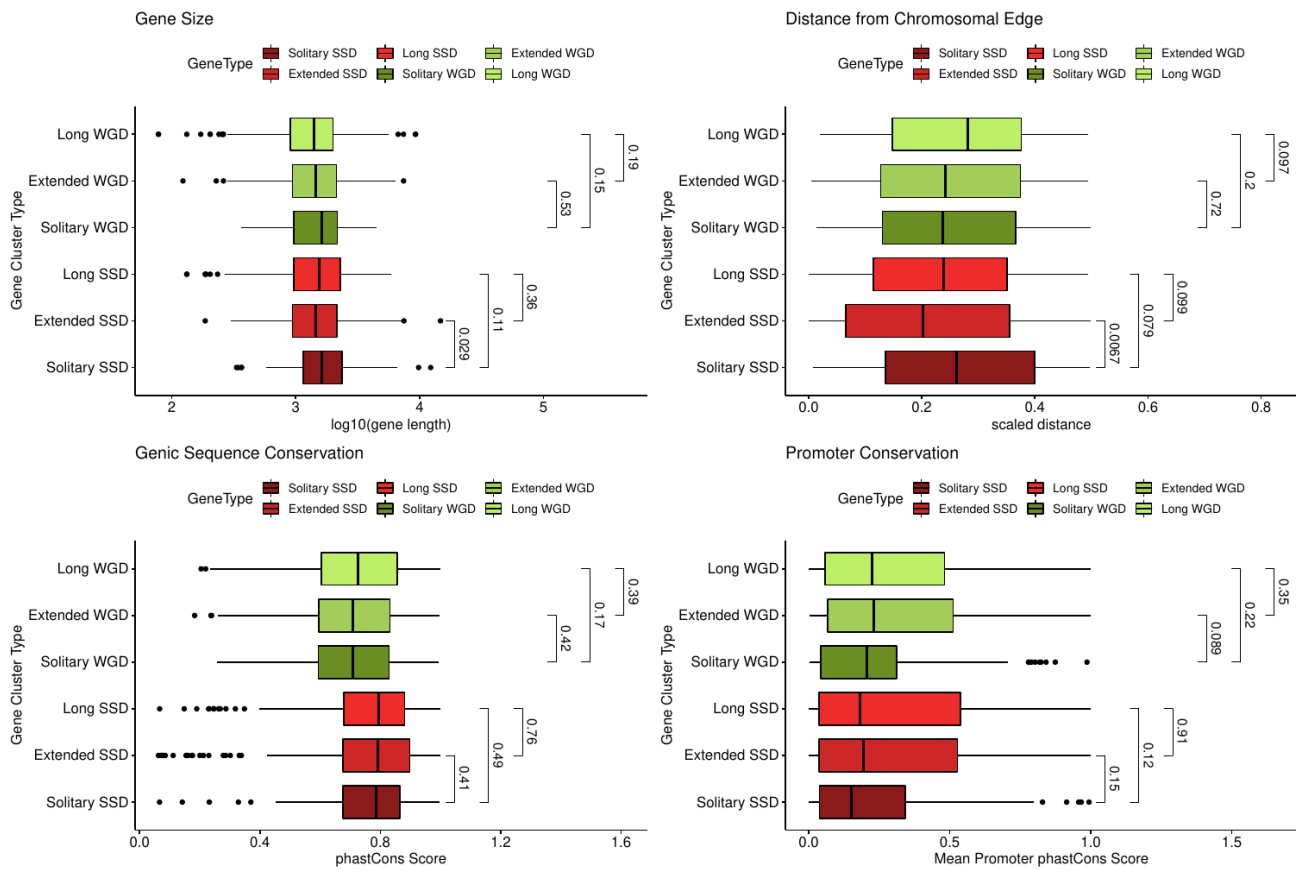 Gene Size
GeneType
Solitary SSD Long SSD Extended WGD
Extended SSD Solitary WGD Long WGD
Gene Cluster Type
Long WGD
Extended WGD
Solitary WGD
Long SSD
Extended SSD
Solitary SSD
0.19
0.15
0.53
0.36
0.11
0.029
2 3 4 5
log10(gene length)
Distance from Chromosomal Edge
GeneType
Solitary SSD Long SSD Extended WGD
Extended SSD Solitary WGD Long WGD
Gene Cluster Type
Long WGD
Extended WGD
Solitary WGD
Long SSD
Extended SSD
Solitary SSD
0.097
0.2
0.72
0.099
0.079
0.0067
0.0 0.2 0.4 0.6 0.8
scaled distance
Genic Sequence Conservation
GeneType
Solitary SSD Long SSD Extended WGD
Extended SSD Solitary WGD Long WGD
Gene Cluster Type
Long WGD
Extended WGD
Solitary WGD
Long SSD
Extended SSD
Solitary SSD
0.39
0.17
0.42
0.76
0.49
0.41
0.0 0.4 0.8 1.2 1.6
phastCons Score
Promoter Conservation
GeneType
Solitary SSD Long SSD Extended WGD
Extended SSD Solitary WGD Long WGD
Gene Cluster Type
Long WGD
Extended WGD
Solitary WGD
Long SSD
Extended SSD
Solitary SSD
0.35
0.22
0.089
0.91
0.12
0.15
0.0 0.5 1.0 1.5
Mean Promoter phastCons Score